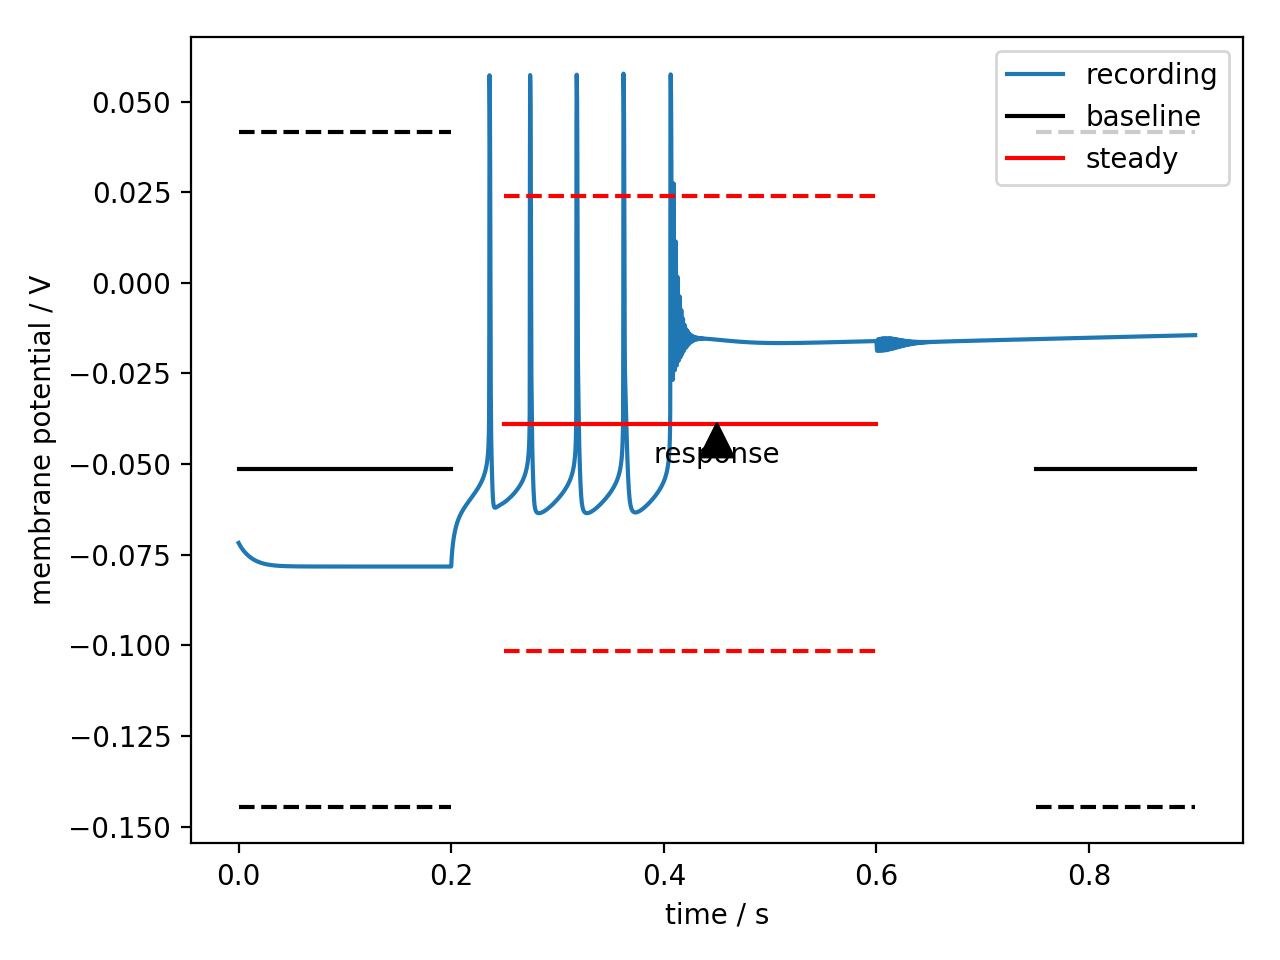 recording
baseline
steady
response
membrane potential / V
0.050
0.025
0.000
−0.025
−0.050
−0.075
−0.100
−0.125
−0.150
0.0 0.2 0.4 0.6 0.8
time / s